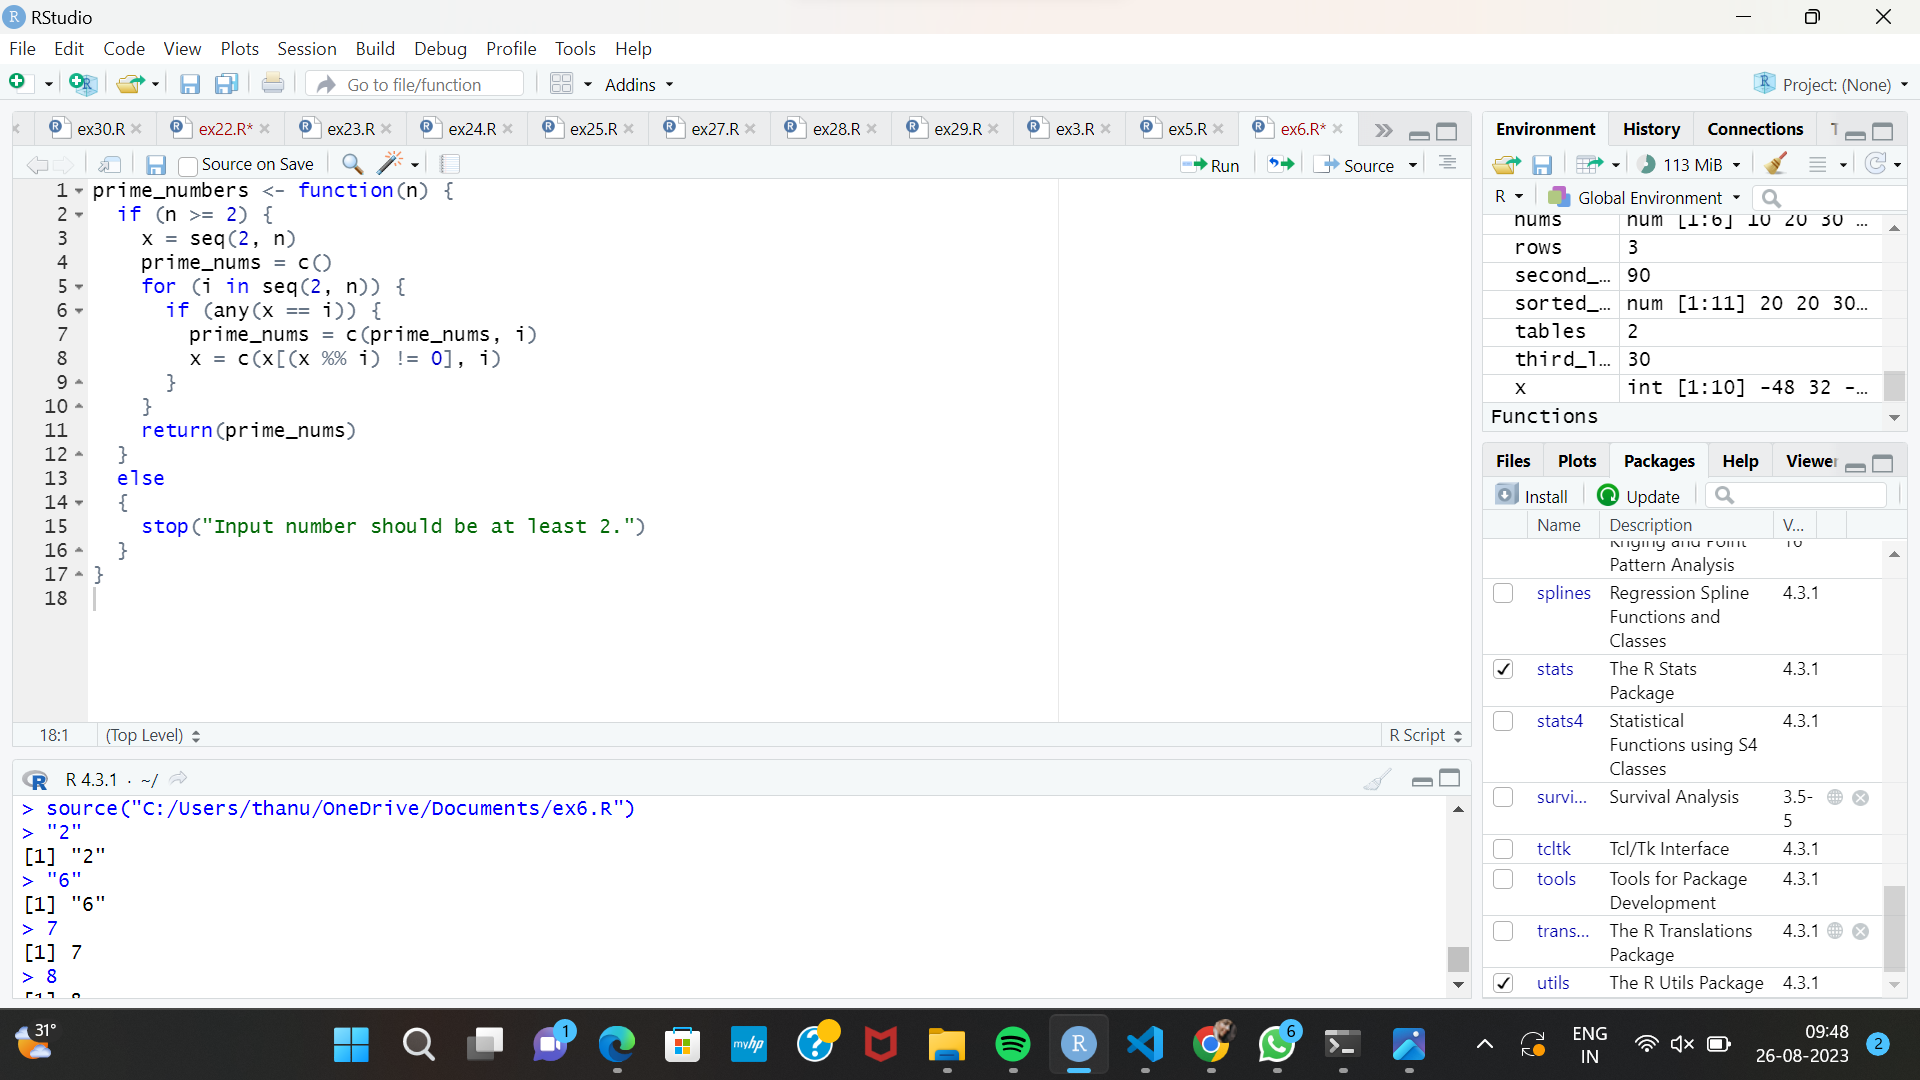 RStudio
File Edit Code View Plots Session Build Debug Profile Tools Help
Go to file/function Addins Project: (None)
ex30.R ex22.R* ex23.R ex24.R ex25.R ex27.R ex28.R ex29.R ex3.R ex5.R ex6.R*
Source on Save Run Source
1 prime_numbers <- function(n) {
2 if (n >= 2) {
3 x = seq(2, n)
4 prime_nums = c()
5 for (i in seq(2, n)) {
6 if (any(x == i)) {
7 prime_nums = c(prime_nums, i)
8 x = c(x[(x %% i) != 0], i)
9 }
10 }
11 return(prime_nums)
12 }
13 else
14 {
15 stop("Input number should be at least 2.")
16 }
17 }
18
18:1 (Top Level) R Script
R 4.3.1 · ~/
> source("C:/Users/thanu/OneDrive/Documents/ex6.R")
> "2"
[1] "2"
> "6"
[1] "6"
> 7
[1] 7
> 8
[1] 8
Environment History Connections T
113 MiB
R Global Environment
nums num [1:6] 10 20 30 …
rows 3
second_… 90
sorted_… num [1:11] 20 20 30…
tables 2
third_l… 30
x int [1:10] -48 32 -…
Functions
Files Plots Packages Help Viewer
Install Update
Name Description V...
Kriging and Point
Pattern Analysis
splines Regression Spline 4.3.1
Functions and
Classes
stats The R Stats 4.3.1
Package
stats4 Statistical 4.3.1
Functions using S4
Classes
survi... Survival Analysis 3.5-
5
tcltk Tcl/Tk Interface 4.3.1
tools Tools for Package 4.3.1
Development
trans... The R Translations 4.3.1
Package
utils The R Utils Package 4.3.1
31°
1
myhp
6
ENG
IN
09:48
26-08-2023
2